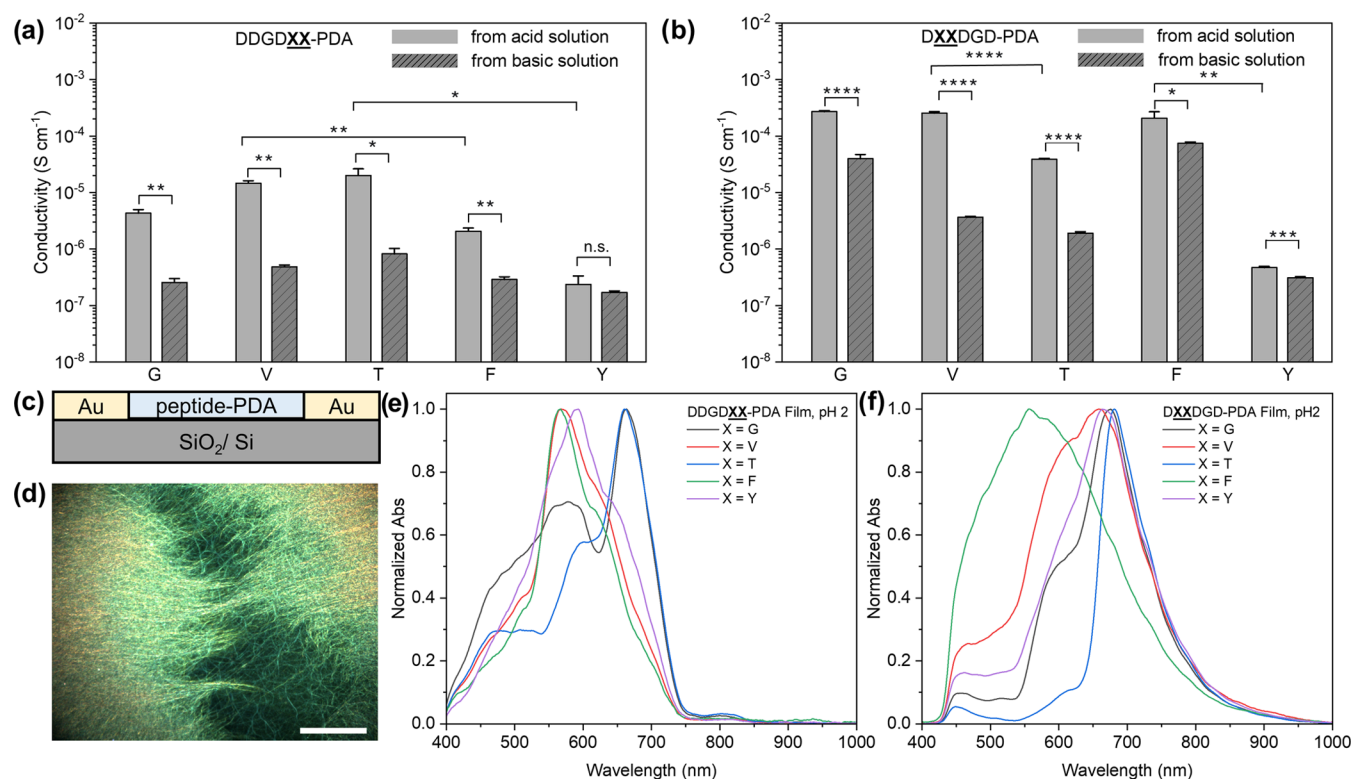 (a)
DDGDXX-PDA
from acid solution
from basic solution
Conductivity (S cm⁻¹)
10⁻²
10⁻³
10⁻⁴
10⁻⁵
10⁻⁶
10⁻⁷
10⁻⁸
*
**
**
**
*
**
n.s.
G V T F Y
(b)
DXXDGD-PDA
from acid solution
from basic solution
Conductivity (S cm⁻¹)
10⁻²
10⁻³
10⁻⁴
10⁻⁵
10⁻⁶
10⁻⁷
10⁻⁸
****
**
****
****
****
*
***
G V T F Y
(c)
Au peptide-PDA Au
SiO₂/ Si
(d)
(e)
DDGDXX-PDA Film, pH 2
X = G
X = V
X = T
X = F
X = Y
Normalized Abs
1.0
0.8
0.6
0.4
0.2
0.0
400 500 600 700 800 900 1000
Wavelength (nm)
(f)
DXXDGD-PDA Film, pH2
X = G
X = V
X = T
X = F
X = Y
Normalized Abs
1.0
0.8
0.6
0.4
0.2
0.0
400 500 600 700 800 900 1000
Wavelength (nm)